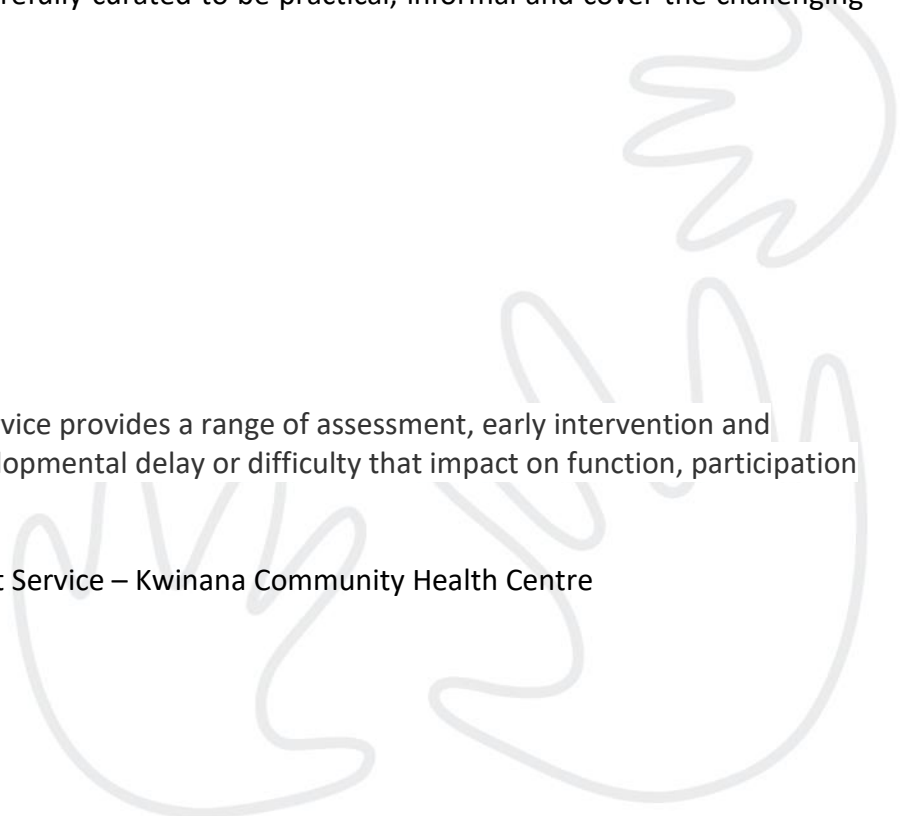 refully curated to be practical, informal and cover the challenging
vice provides a range of assessment, early intervention and
lopmental delay or difficulty that impact on function, participation
t Service – Kwinana Community Health Centre